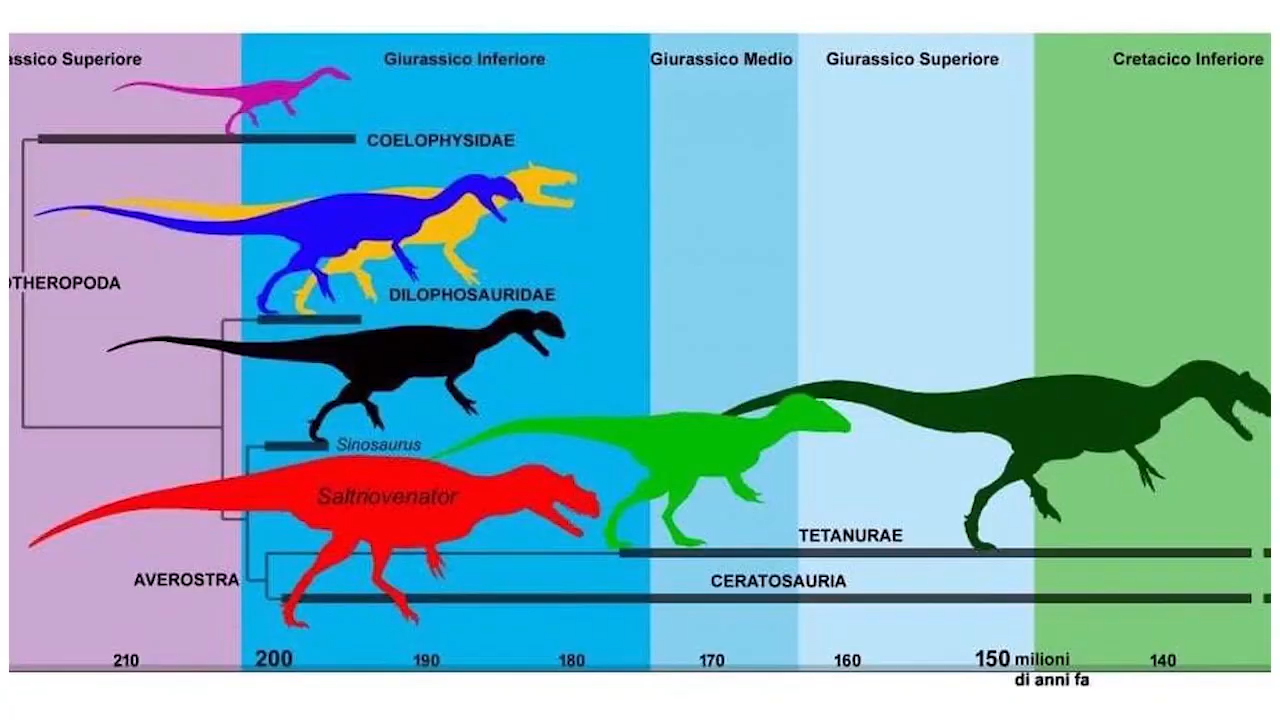 assico Superiore
Giurassico Inferiore
Giurassico Medio
Giurassico Superiore
Cretacico Inferiore
COELOPHYSIDAE
OTHEROPODA
DILOPHOSAURIDAE
Sinosaurus
Saltriovenator
TETANURAE
AVEROSTRA
CERATOSAURIA
210
200
190
180
170
160
150 milioni
di anni fa
140